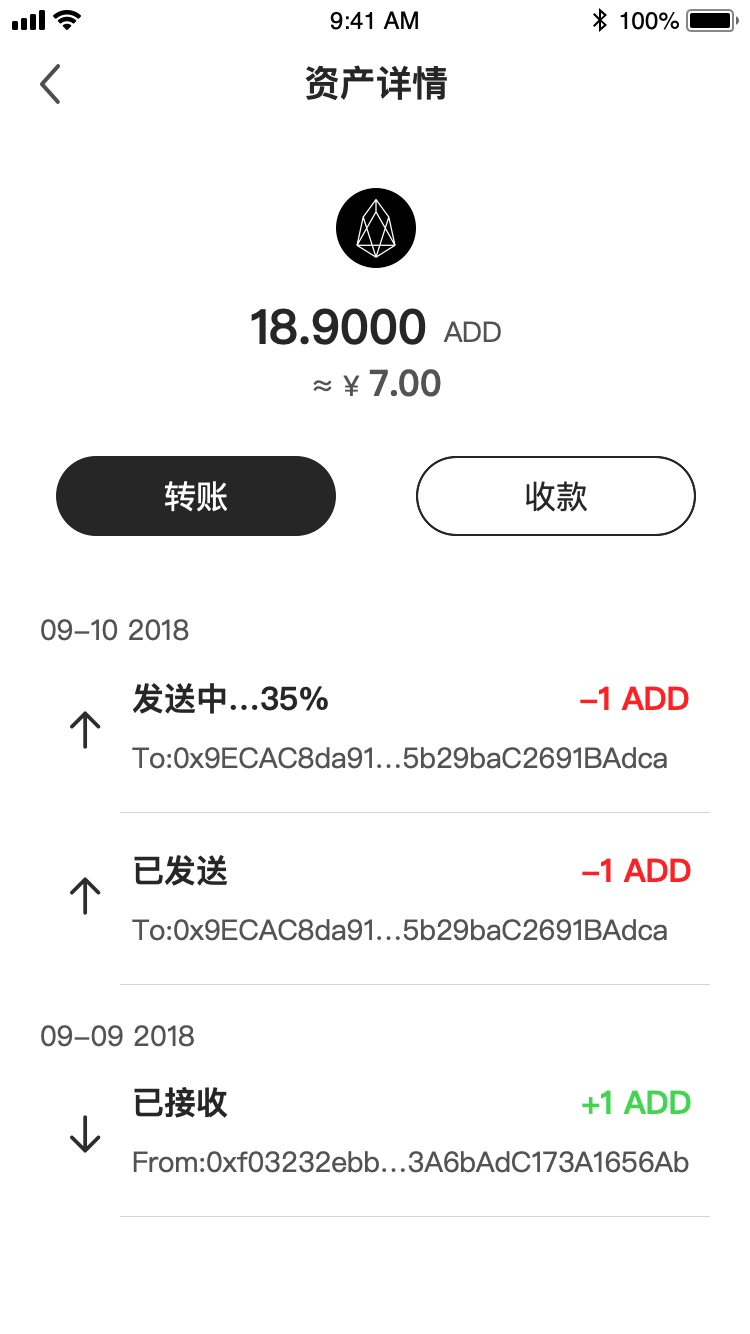 9:41 AM 100%
资产详情
18.9000 ADD
≈ ¥ 7.00
转账 收款
09–10 2018
发送中...35% –1 ADD
To:0x9ECAC8da91...5b29baC2691BAdca
已发送 –1 ADD
To:0x9ECAC8da91...5b29baC2691BAdca
09–09 2018
已接收 +1 ADD
From:0xf03232ebb...3A6bAdC173A1656Ab